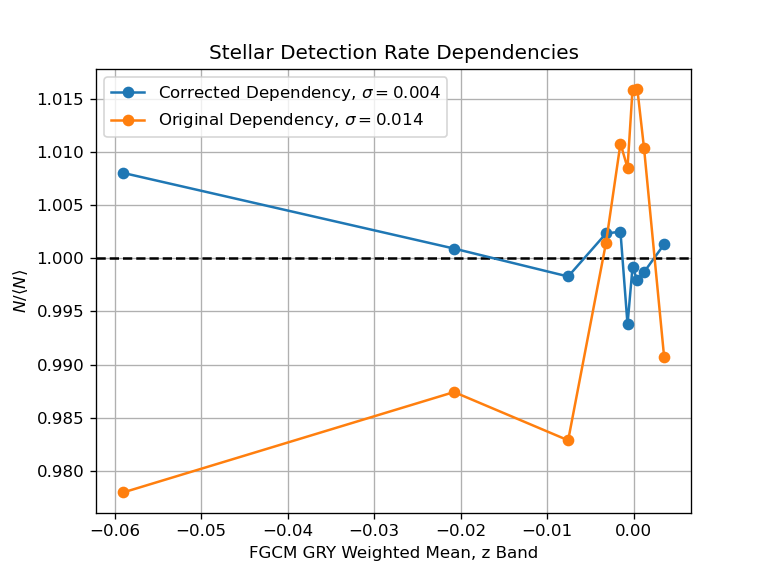 Stellar Detection Rate Dependencies
Corrected Dependency, σ = 0.004
Original Dependency, σ = 0.014
1.015
1.010
1.005
1.000
0.995
0.990
0.985
0.980
N/⟨N⟩
−0.06 −0.05 −0.04 −0.03 −0.02 −0.01 0.00
FGCM GRY Weighted Mean, z Band